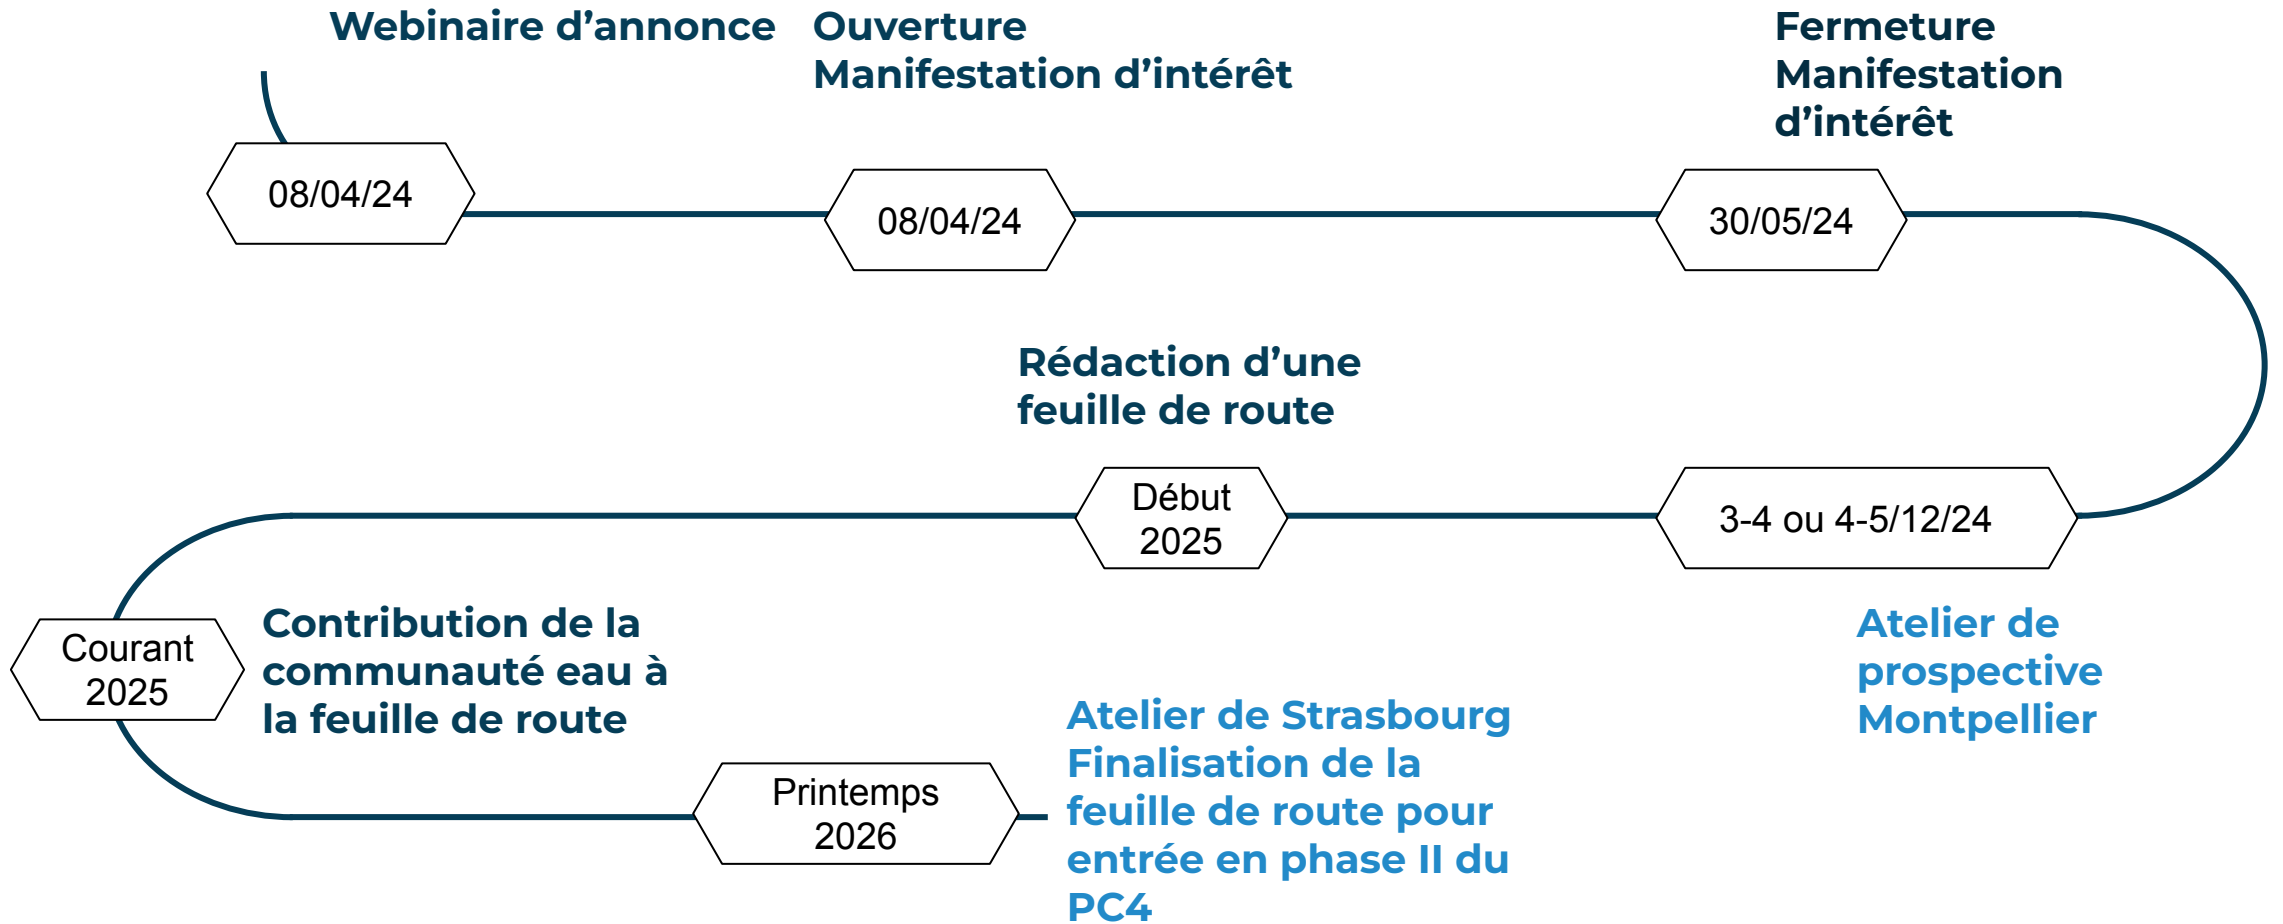 Webinaire d’annonce
08/04/24
Ouverture
Manifestation d’intérêt
08/04/24
Fermeture
Manifestation
d’intérêt
30/05/24
3-4 ou 4-5/12/24
Atelier de
prospective
Montpellier
Rédaction d’une
feuille de route
Début
2025
Courant
2025
Contribution de la
communauté eau à
la feuille de route
Printemps
2026
Atelier de Strasbourg
Finalisation de la
feuille de route pour
entrée en phase II du
PC4